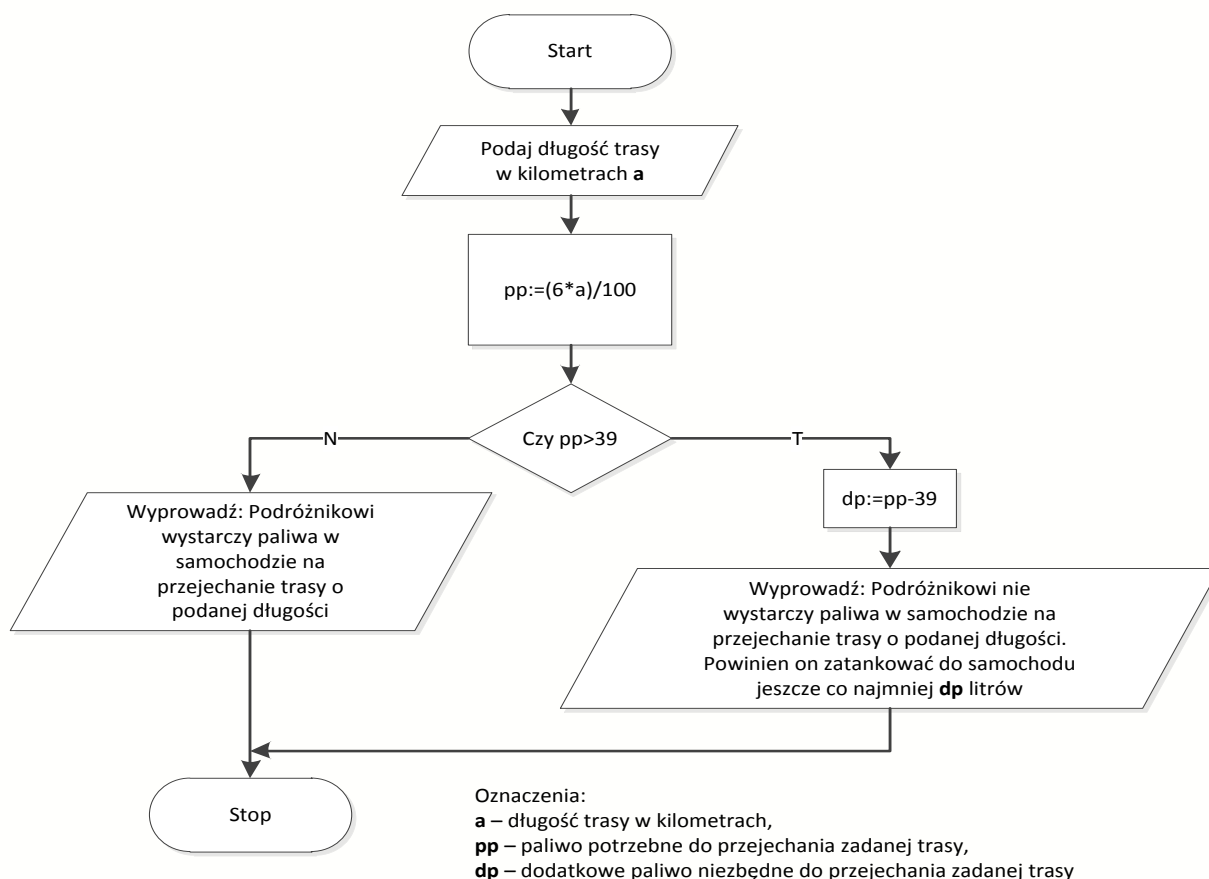 Start
Podaj długość trasy
w kilometrach a
pp:=(6*a)/100
Czy pp>39
N
T
dp:=pp-39
Wyprowadź: Podróżnikowi
wystarczy paliwa w
samochodzie na
przejechanie trasy o
podanej długości
Wyprowadź: Podróżnikowi nie
wystarczy paliwa w samochodzie na
przejechanie trasy o podanej długości.
Powinien on zatankować do samochodu
jeszcze co najmniej dp litrów
Stop
Oznaczenia:
a – długość trasy w kilometrach,
pp – paliwo potrzebne do przejechania zadanej trasy,
dp – dodatkowe paliwo niezbędne do przejechania zadanej trasy